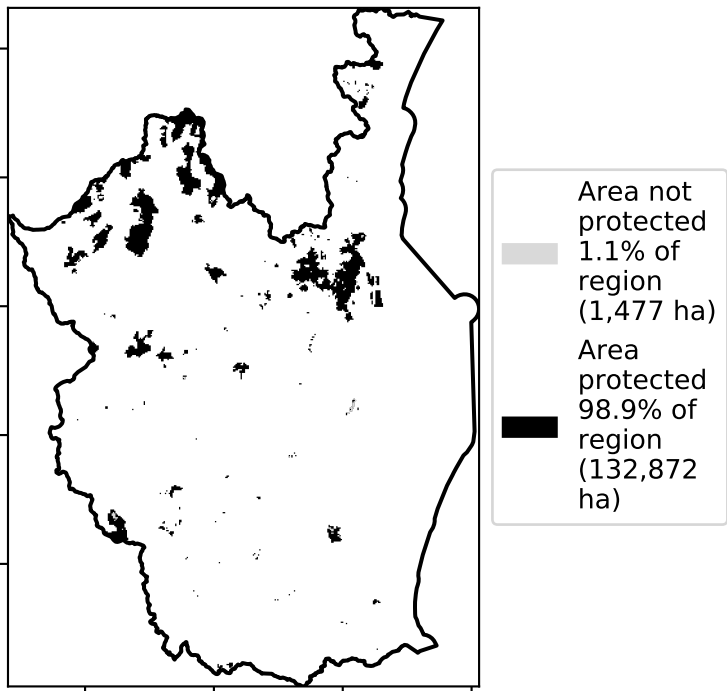 Area not
protected
1.1% of
region
(1,477 ha)
Area
protected
98.9% of
region
(132,872
ha)